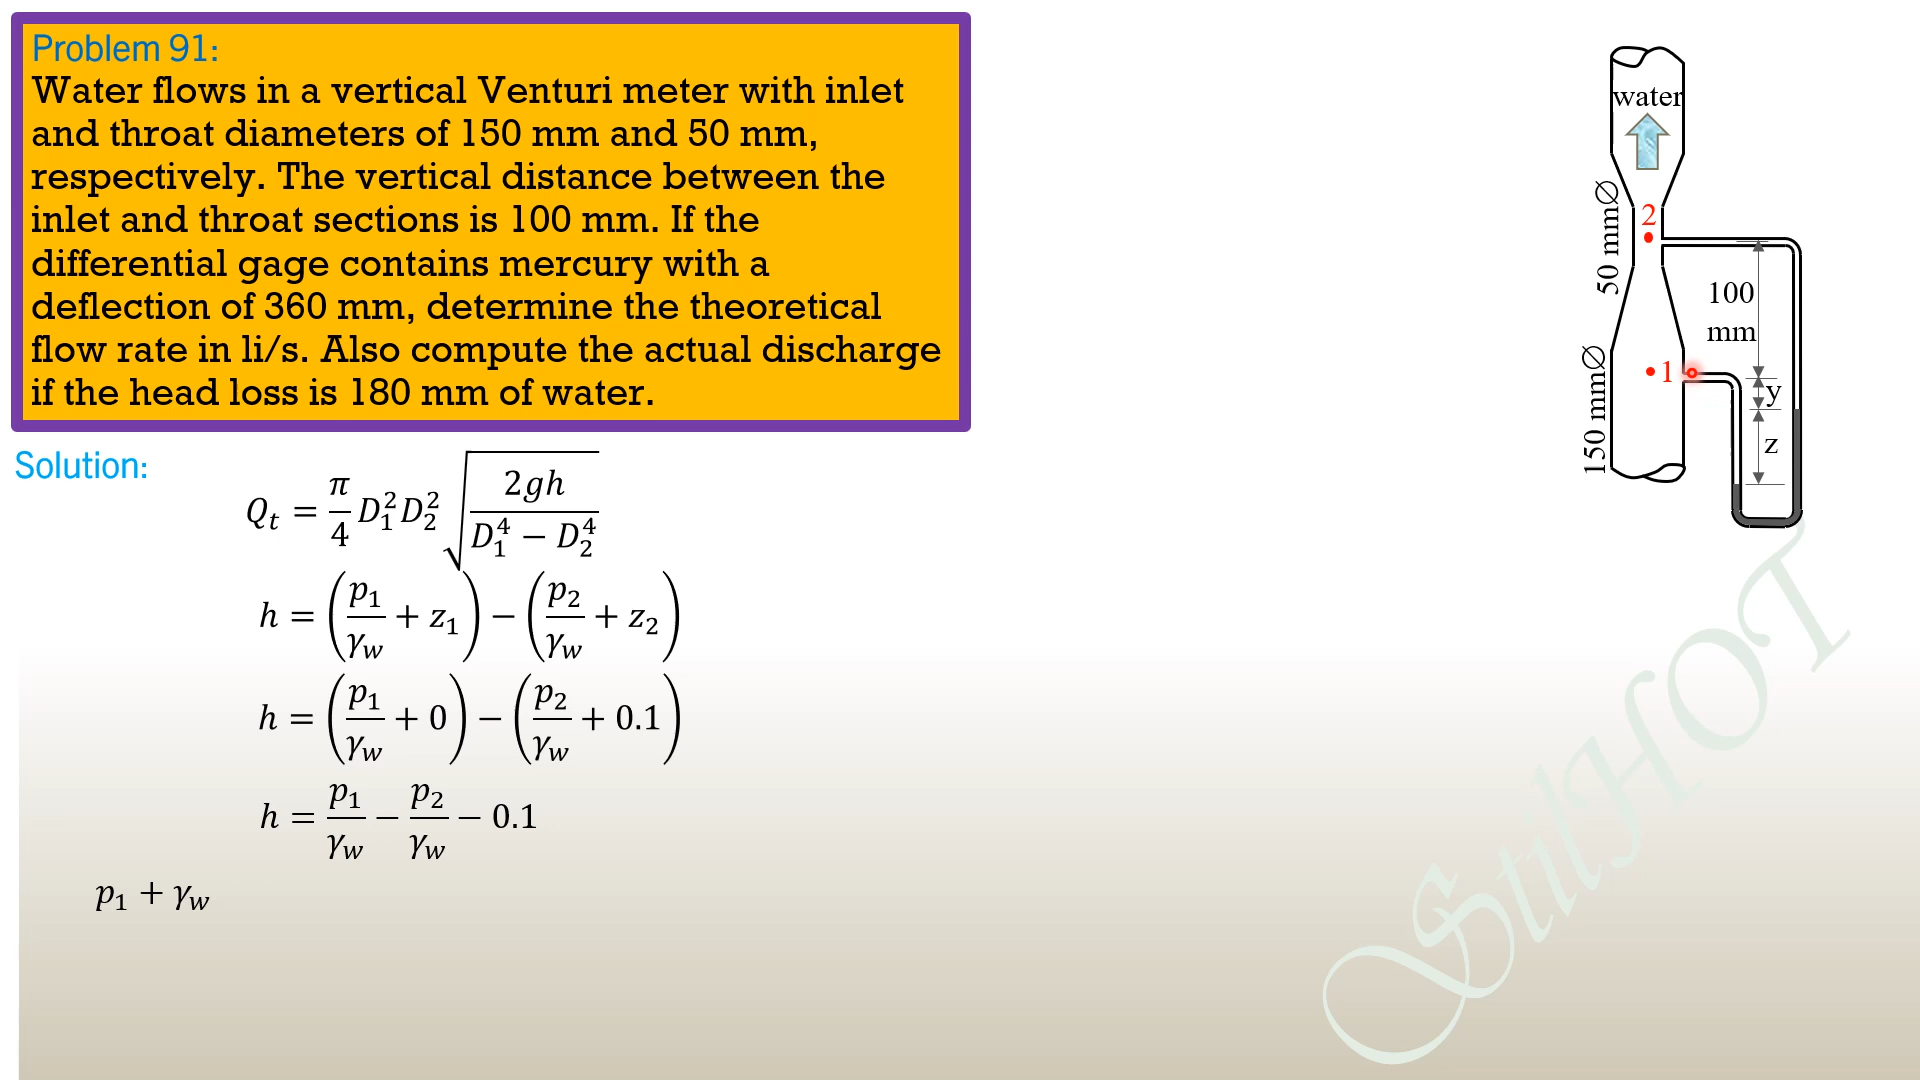 Problem 91:
Water flows in a vertical Venturi meter with inlet
and throat diameters of 150 mm and 50 mm,
respectively. The vertical distance between the
inlet and throat sections is 100 mm. If the
differential gage contains mercury with a
deflection of 360 mm, determine the theoretical
flow rate in li/s. Also compute the actual discharge
if the head loss is 180 mm of water.
Solution:
Q_t = π/4 D_1^2 D_2^2 √(2gh / (D_1^4 − D_2^4))
h = (p_1/γ_w + z_1) − (p_2/γ_w + z_2)
h = (p_1/γ_w + 0) − (p_2/γ_w + 0.1)
h = p_1/γ_w − p_2/γ_w − 0.1
p_1 + γ_w
water
2
50 mm∅
100
mm
1
150 mm∅
y
z
StilHOT